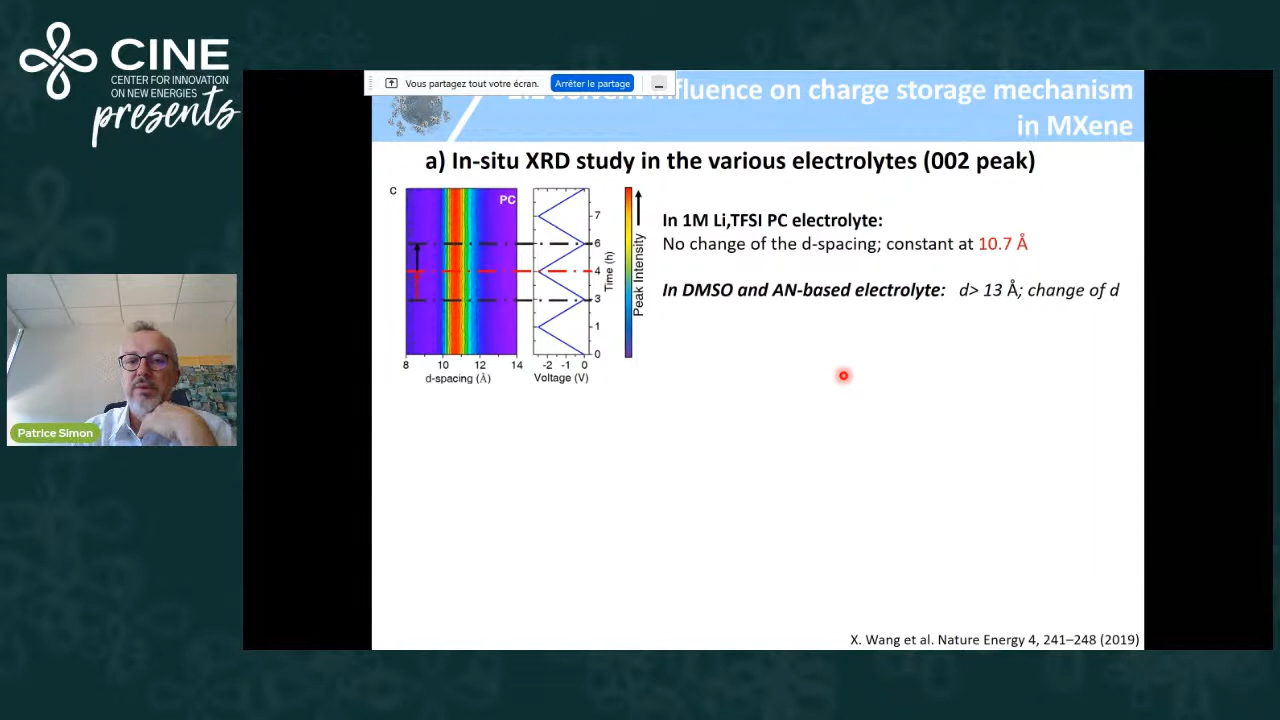 CINE
CENTER FOR INNOVATION
ON NEW ENERGIES
presents
Vous partagez tout votre écran. Arrêter le partage
influence on charge storage mechanism
in MXene
a) In-situ XRD study in the various electrolytes (002 peak)
C
PC
7
6
4
3
1
0
Time (h)
Peak Intensity
8 10 12 14
d-spacing (Å)
-2 -1 0
Voltage (V)
In 1M Li,TFSI PC electrolyte:
No change of the d-spacing; constant at 10.7 Å
In DMSO and AN-based electrolyte: d> 13 Å; change of d
Patrice Simon
X. Wang et al. Nature Energy 4, 241–248 (2019)